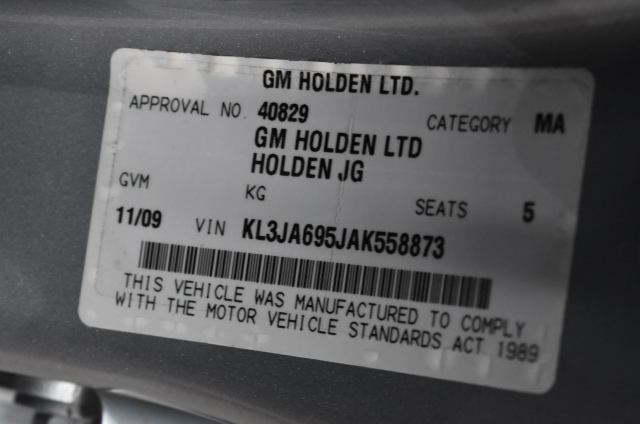 GM HOLDEN LTD.
APPROVAL NO. 40829 CATEGORY MA
GM HOLDEN LTD
HOLDEN JG
GVM KG SEATS 5
11/09 VIN KL3JA695JAK558873
THIS VEHICLE WAS MANUFACTURED TO COMPLY
WITH THE MOTOR VEHICLE STANDARDS ACT 1989